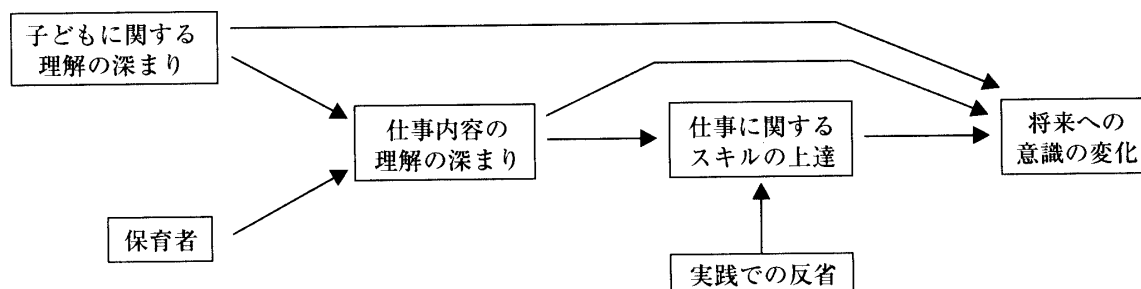 子どもに関する
理解の深まり
仕事内容の
理解の深まり
仕事に関する
スキルの上達
将来への
意識の変化
保育者
実践での反省